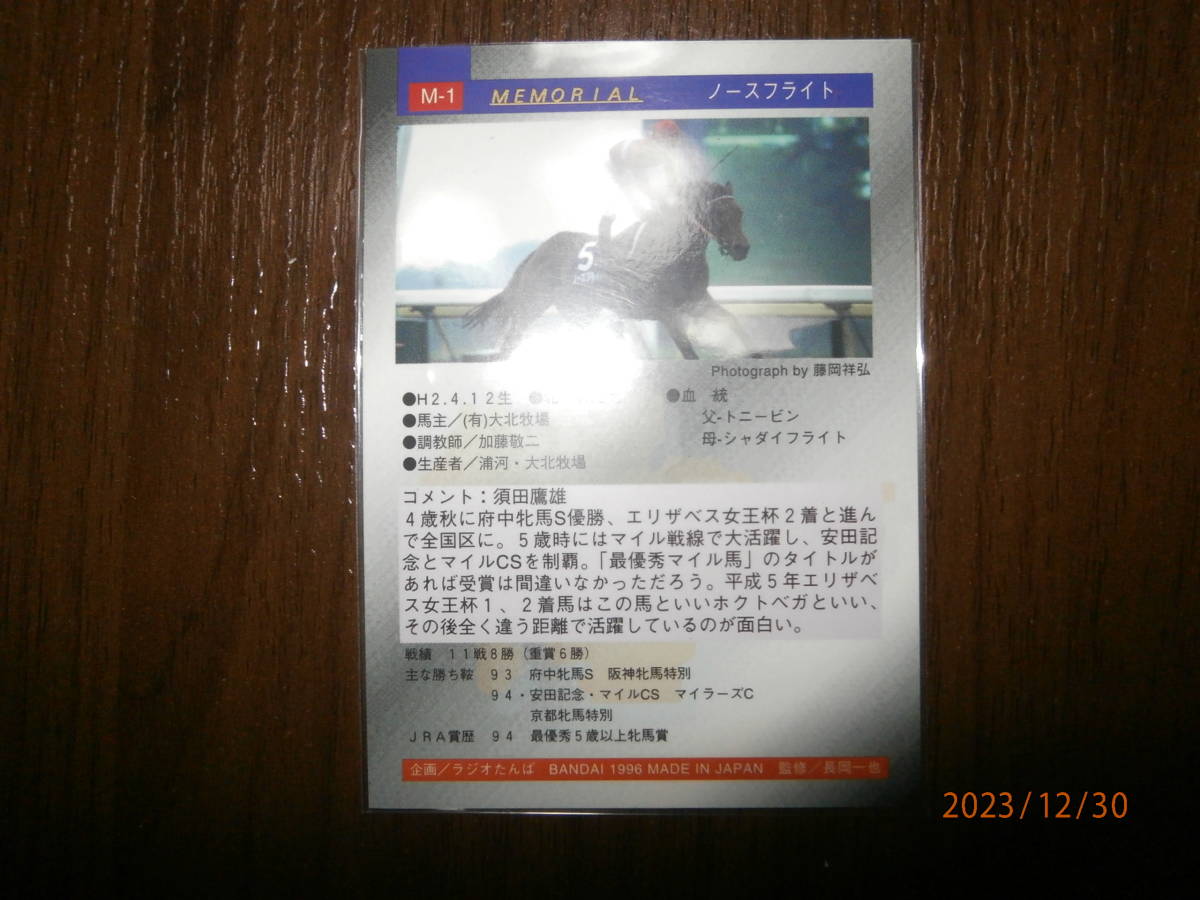 M-1 MEMORIAL ノースフライト
5
Photograph by 藤岡祥弘
●H2.4.12生
●馬主／(有)大北牧場
●調教師／加藤敬二
●生産者／浦河・大北牧場
●血 統
父-トニービン
母-シャダイフライト
コメント：須田鷹雄
4歳秋に府中牝馬S優勝、エリザベス女王杯2着と進ん
で全国区に。5歳時にはマイル戦線で大活躍し、安田記
念とマイルCSを制覇。「最優秀マイル馬」のタイトルが
あれば受賞は間違いなかっただろう。平成5年エリザベ
ス女王杯1、2着馬はこの馬といいホクトベガといい、
その後全く違う距離で活躍しているのが面白い。
戦績 11戦8勝（重賞6勝）
主な勝ち鞍 93 府中牝馬S 阪神牝馬特別
94・安田記念・マイルCS マイラーズC
京都牝馬特別
JRA賞歴 94 最優秀5歳以上牝馬賞
企画／ラジオたんぱ BANDAI 1996 MADE IN JAPAN 監修／長岡一也
2023/12/30